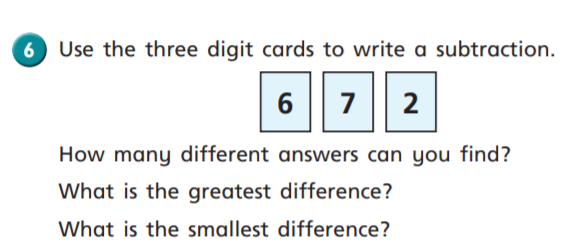 6 Use the three digit cards to write a subtraction.
6 7 2
How many different answers can you find?
What is the greatest difference?
What is the smallest difference?